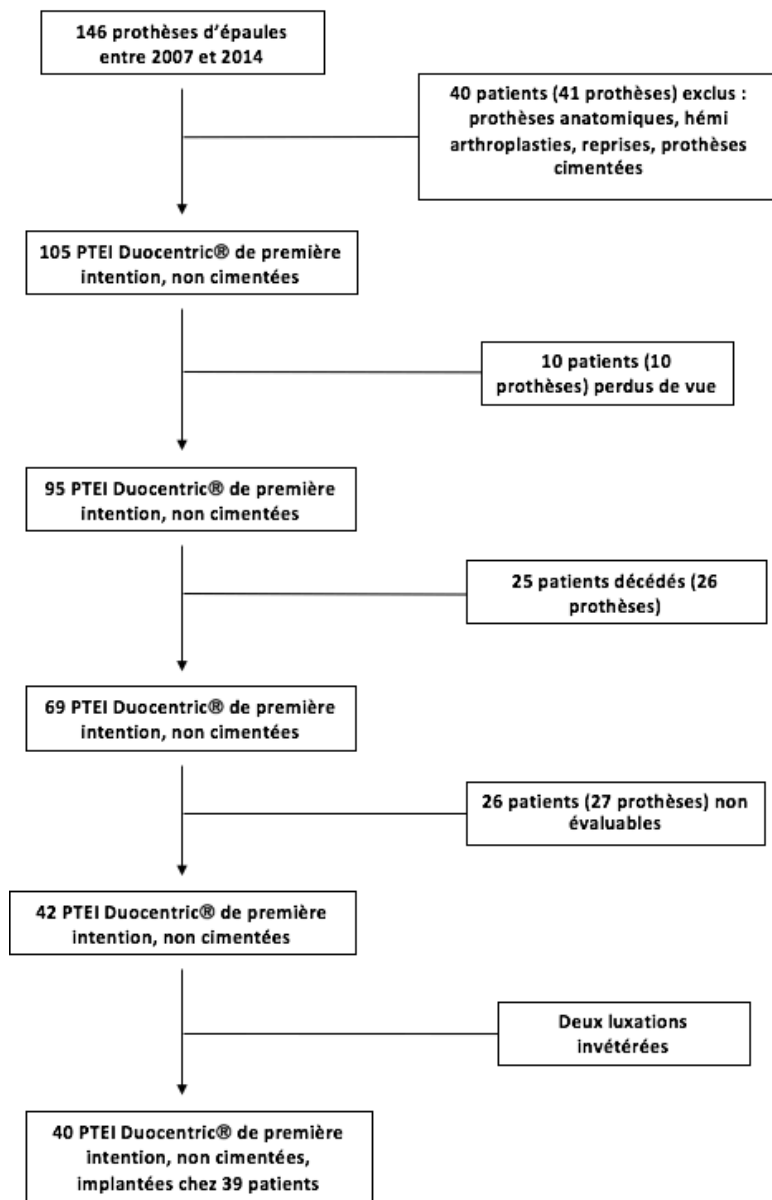 146 prothèses d'épaules
entre 2007 et 2014
40 patients (41 prothèses) exclus :
prothèses anatomiques, hémi
arthroplasties, reprises, prothèses
cimentées
105 PTEI Duocentric® de première
intention, non cimentées
10 patients (10
prothèses) perdus de vue
95 PTEI Duocentric® de première
intention, non cimentées
25 patients décédés (26
prothèses)
69 PTEI Duocentric® de première
intention, non cimentées
26 patients (27 prothèses) non
évaluables
42 PTEI Duocentric® de première
intention, non cimentées
Deux luxations
invétérées
40 PTEI Duocentric® de première
intention, non cimentées,
implantées chez 39 patients